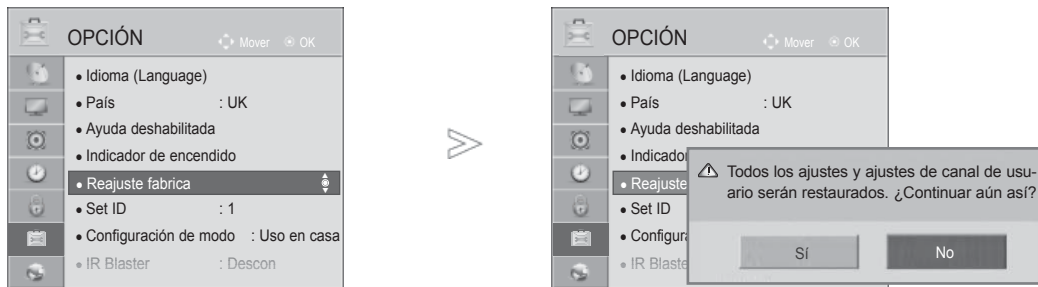 OPCIÓN Mover OK
• Idioma (Language)
• País : UK
• Ayuda deshabilitada
• Indicador de encendido
• Reajuste fabrica
• Set ID : 1
• Configuración de modo : Uso en casa
• IR Blaster : Descon
OPCIÓN Mover OK
• Idioma (Language)
• País : UK
• Ayuda deshabilitada
• Indicador
• Reajuste
• Set ID
• Configura
• IR Blaste
Todos los ajustes y ajustes de canal de usu-
ario serán restaurados. ¿Continuar aún así?
Sí No